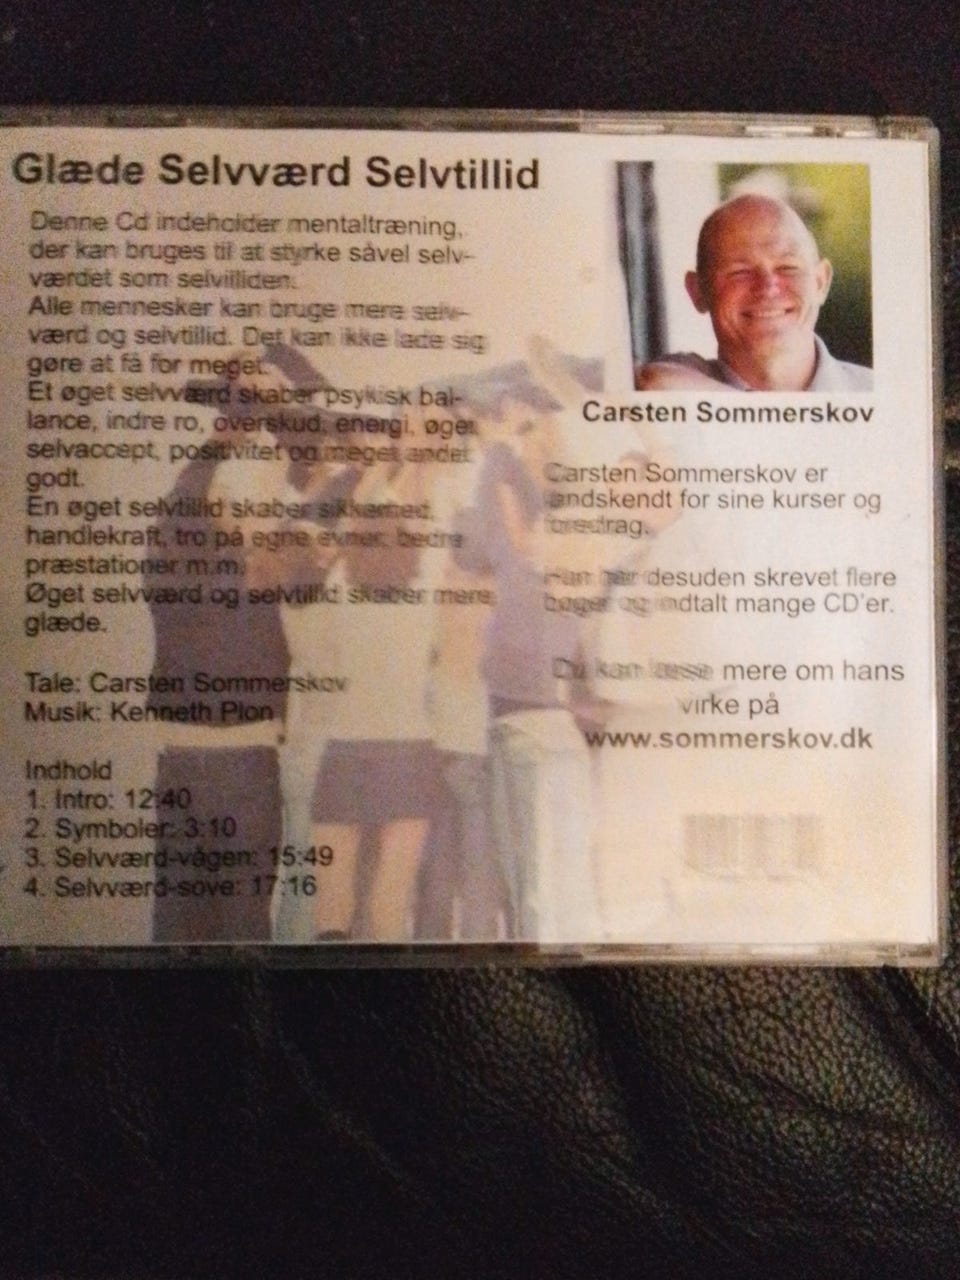 Glæde Selvværd Selvtillid
Denne Cd indeholder mentaltræning,
der kan bruges til at styrke såvel selv-
værdet som selvtilliden.
Alle mennesker kan bruge mere selv-
værd og selvtillid. Det kan ikke lade sig
gøre at få for meget.
Et øget selvværd skaber psykisk bal-
lance, indre ro, overskud, energi, øget
selvaccept, positivitet og meget andet
godt.
En øget selvtillid skaber sikkerhed,
handlekraft, tro på egne evner, bedre
præstationer m.m.
Øget selvværd og selvtillid skaber mere
glæde.
Tale: Carsten Sommerskov
Musik: Kenneth Plon
Indhold
1. Intro: 12:40
2. Symboler: 3:10
3. Selvværd-vågen: 15:49
4. Selvværd-sove: 17:16
Carsten Sommerskov
Carsten Sommerskov er
landskendt for sine kurser og
foredrag.
Han har desuden skrevet flere
bøger og indtalt mange CD'er.
Du kan læse mere om hans
virke på
www.sommerskov.dk